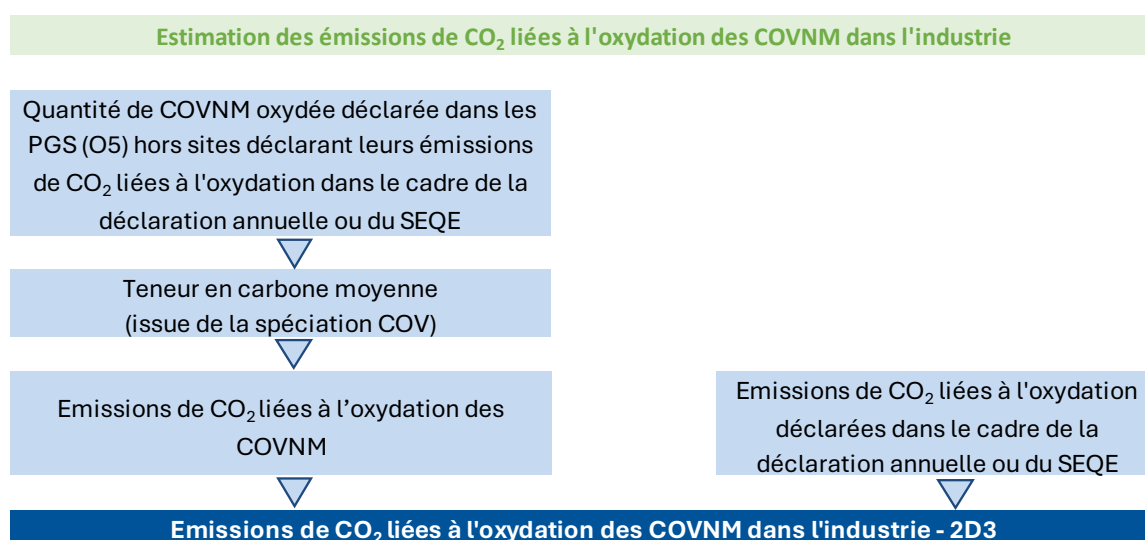 Estimation des émissions de CO₂ liées à l'oxydation des COVNM dans l'industrie
Quantité de COVNM oxydée déclarée dans les
PGS (O5) hors sites déclarant leurs émissions
de CO₂ liées à l'oxydation dans le cadre de la
déclaration annuelle ou du SEQE
Teneur en carbone moyenne
(issue de la spéciation COV)
Emissions de CO₂ liées à l’oxydation des
COVNM
Emissions de CO₂ liées à l'oxydation
déclarées dans le cadre de la
déclaration annuelle ou du SEQE
Emissions de CO₂ liées à l'oxydation des COVNM dans l'industrie - 2D3